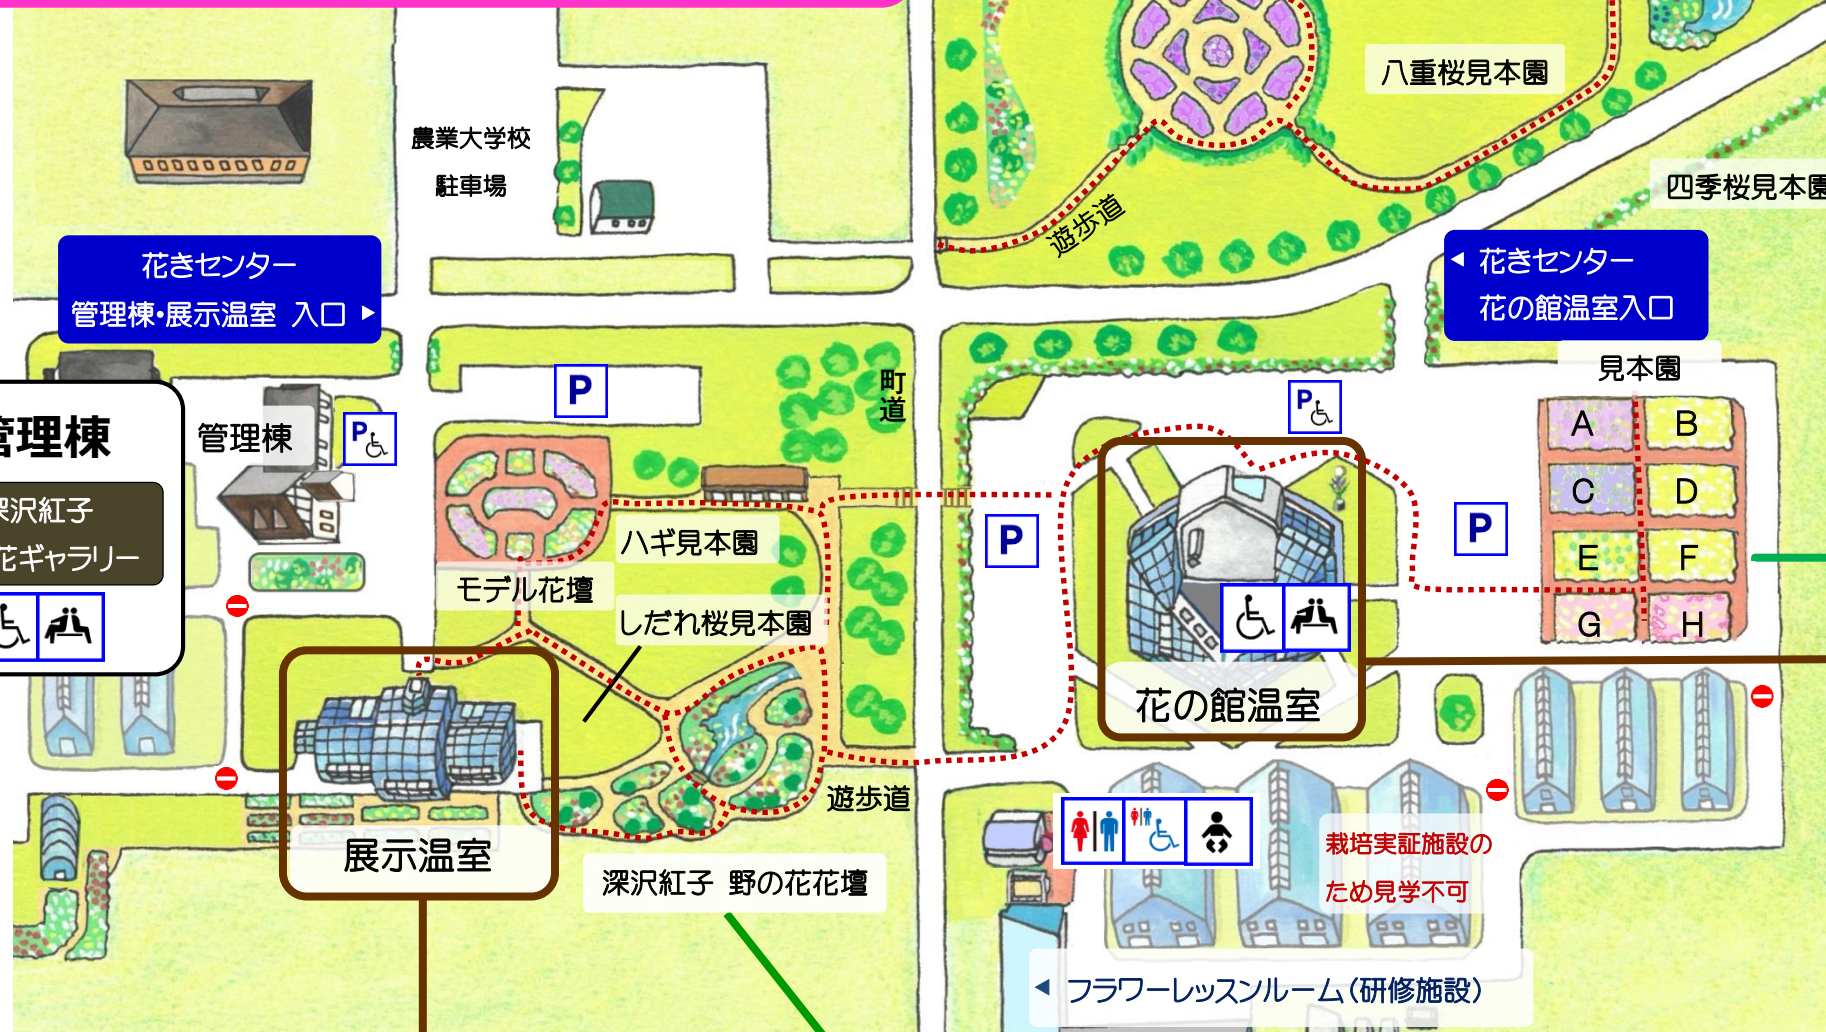 八重桜見本園
農業大学校
駐車場
四季桜見本園
遊歩道
花きセンター
管理棟・展示温室 入口 ▶
◀ 花きセンター
花の館温室入口
見本園
町道
P
P
管理棟
管理棟
P
A
B
C
D
E
F
G
H
深沢紅子
花ギャラリー
P
P
ハギ見本園
モデル花壇
しだれ桜見本園
花の館温室
遊歩道
展示温室
深沢紅子 野の花花壇
栽培実証施設の
ため見学不可
◀ フラワーレッスンルーム(研修施設)